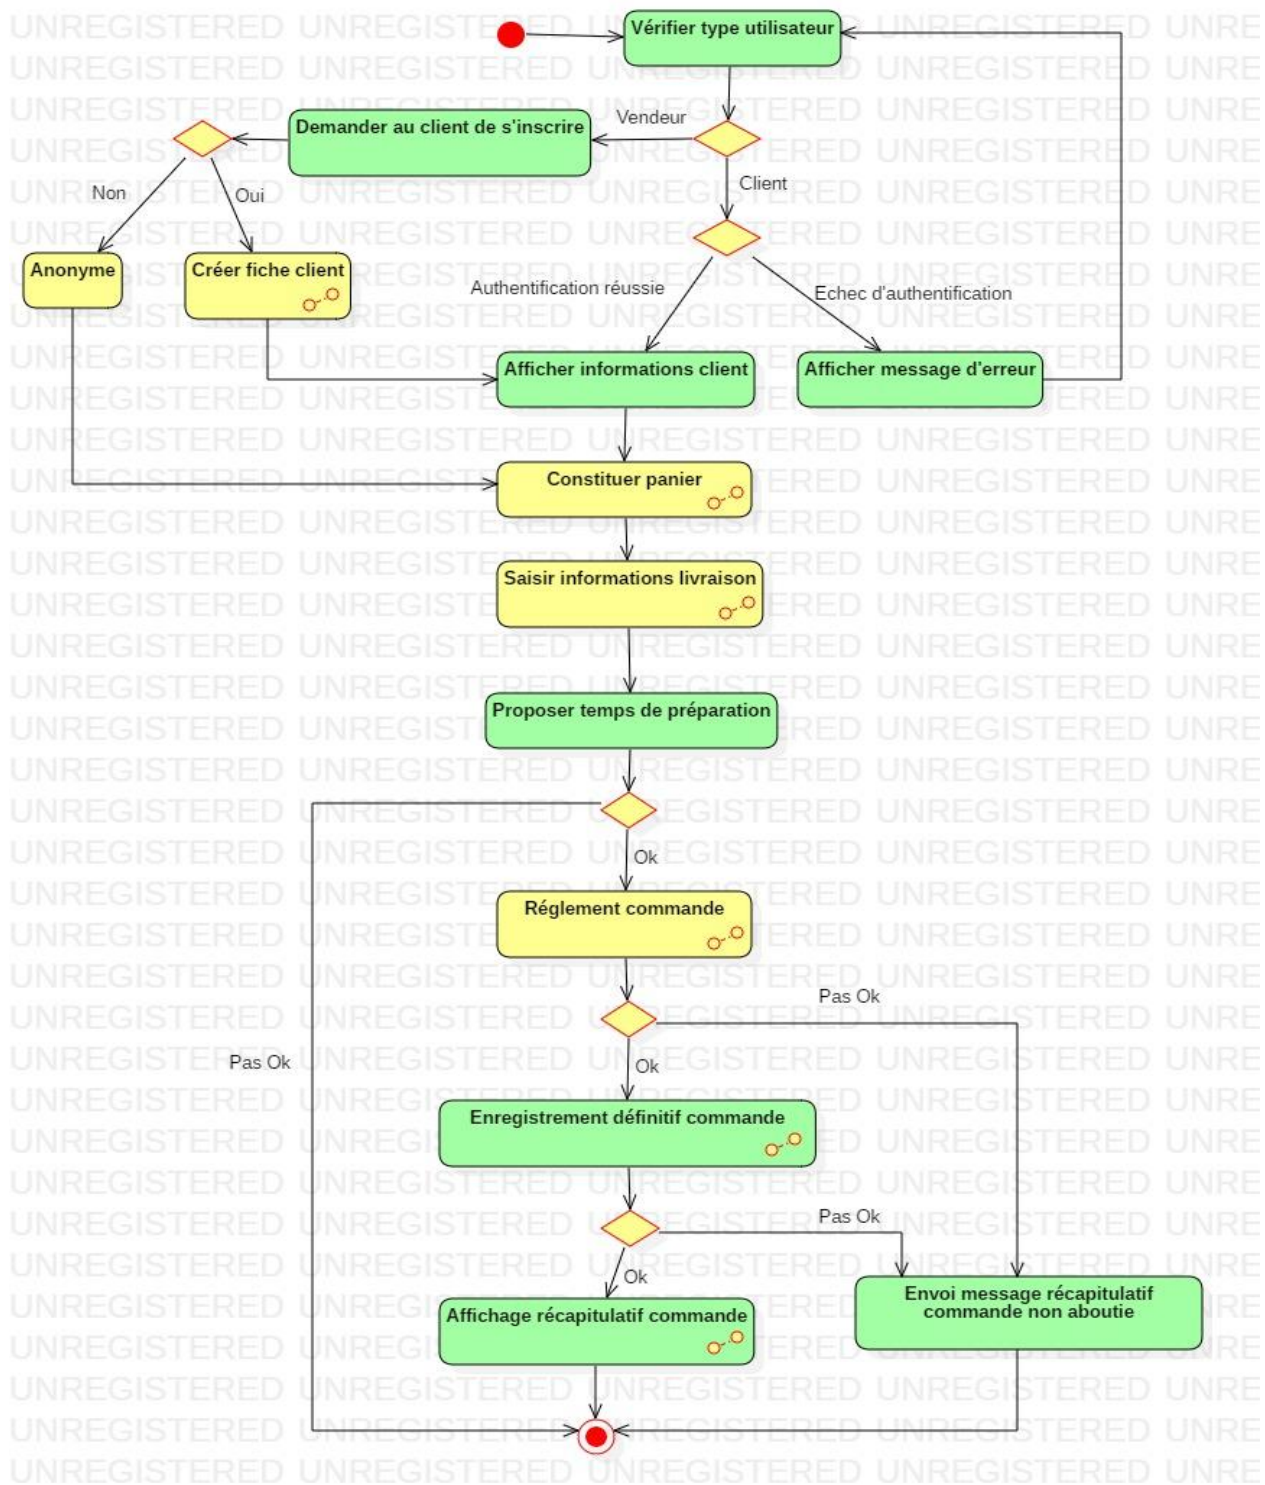 Vérifier type utilisateur
Demander au client de s'inscrire
Vendeur
Client
Non
Oui
Anonyme
Créer fiche client
Authentification réussie
Echec d'authentification
Afficher informations client
Afficher message d'erreur
Constituer panier
Saisir informations livraison
Proposer temps de préparation
Ok
Réglement commande
Pas Ok
Pas Ok
Ok
Enregistrement définitif commande
Pas Ok
Ok
Affichage récapitulatif commande
Envoi message récapitulatif
commande non aboutie
UNREGISTERED